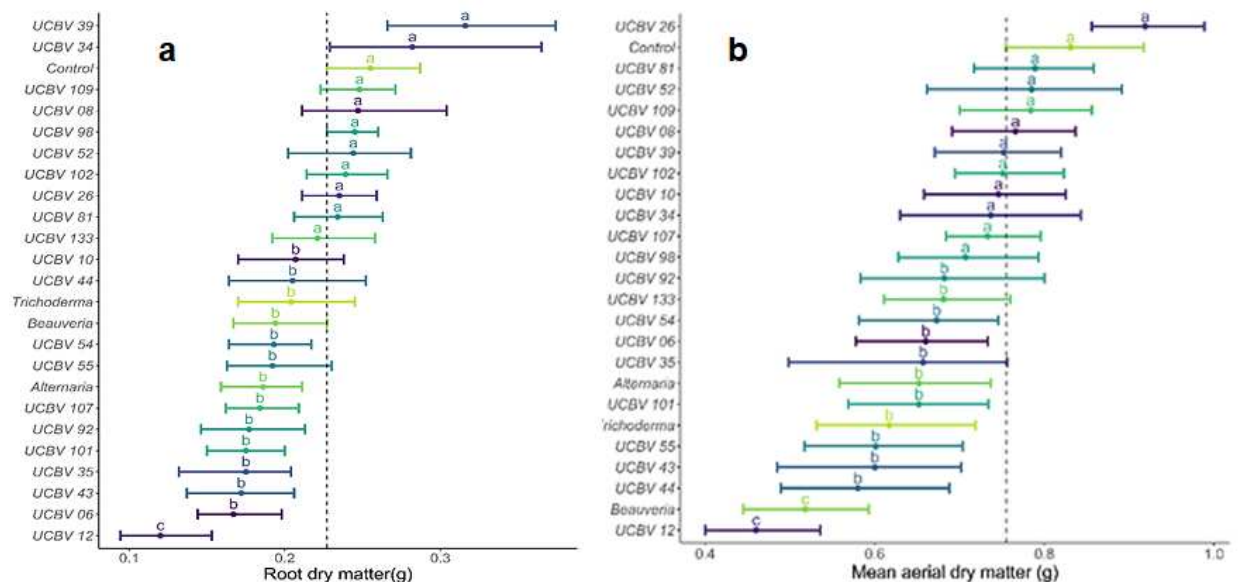 a
UCBV 39 a
UCBV 34 a
Control a
UCBV 109 a
UCBV 08 a
UCBV 98 a
UCBV 52 a
UCBV 102 a
UCBV 26 a
UCBV 81 a
UCBV 133 a
UCBV 10 b
UCBV 44 b
Trichoderma b
Beauveria b
UCBV 54 b
UCBV 55 b
Alternaria b
UCBV 107 b
UCBV 92 b
UCBV 101 b
UCBV 35 b
UCBV 43 b
UCBV 06 b
UCBV 12 c
0.1 0.2 0.3
Root dry matter(g)
b
UCBV 26 a
Control a
UCBV 81 a
UCBV 52 a
UCBV 109 a
UCBV 08 a
UCBV 39 a
UCBV 102 a
UCBV 10 a
UCBV 34 a
UCBV 107 a
UCBV 98 a
UCBV 92 b
UCBV 133 b
UCBV 54 b
UCBV 06 b
UCBV 35 b
Alternaria b
UCBV 101 b
richoderma b
UCBV 55 b
UCBV 43 b
UCBV 44 b
Beauveria c
UCBV 12 c
0.4 0.6 0.8 1.0
Mean aerial dry matter (g)